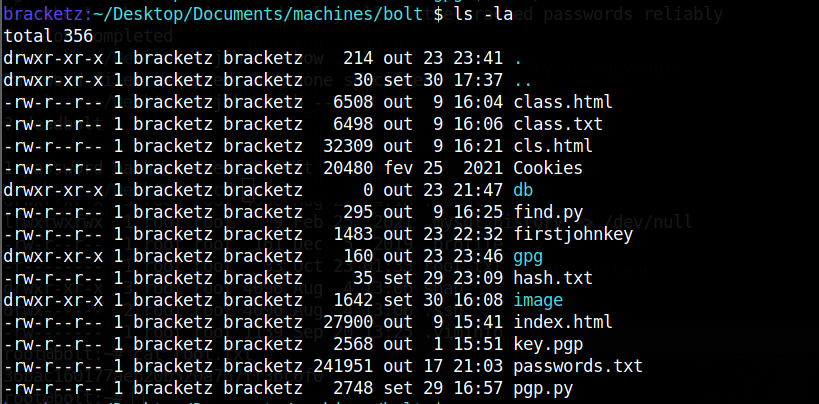 bracketz:~/Desktop/Documents/machines/bolt $ ls -la
total 356
drwxr-xr-x 1 bracketz bracketz 214 out 23 23:41 .
drwxr-xr-x 1 bracketz bracketz 30 set 30 17:37 ..
-rw-r--r-- 1 bracketz bracketz 6508 out 9 16:04 class.html
-rw-r--r-- 1 bracketz bracketz 6498 out 9 16:06 class.txt
-rw-r--r-- 1 bracketz bracketz 32309 out 9 16:21 cls.html
-rw-r--r-- 1 bracketz bracketz 20480 fev 25 2021 Cookies
drwxr-xr-x 1 bracketz bracketz 0 out 23 21:47 db
-rw-r--r-- 1 bracketz bracketz 295 out 9 16:25 find.py
-rw-r--r-- 1 bracketz bracketz 1483 out 23 22:32 firstjohnkey
drwxr-xr-x 1 bracketz bracketz 160 out 23 23:46 gpg
-rw-r--r-- 1 bracketz bracketz 35 set 29 23:09 hash.txt
drwxr-xr-x 1 bracketz bracketz 1642 set 30 16:08 image
-rw-r--r-- 1 bracketz bracketz 27900 out 9 15:41 index.html
-rw-r--r-- 1 bracketz bracketz 2568 out 1 15:51 key.pgp
-rw-r--r-- 1 bracketz bracketz 241951 out 17 21:03 passwords.txt
-rw-r--r-- 1 bracketz bracketz 2748 set 29 16:57 pgp.py